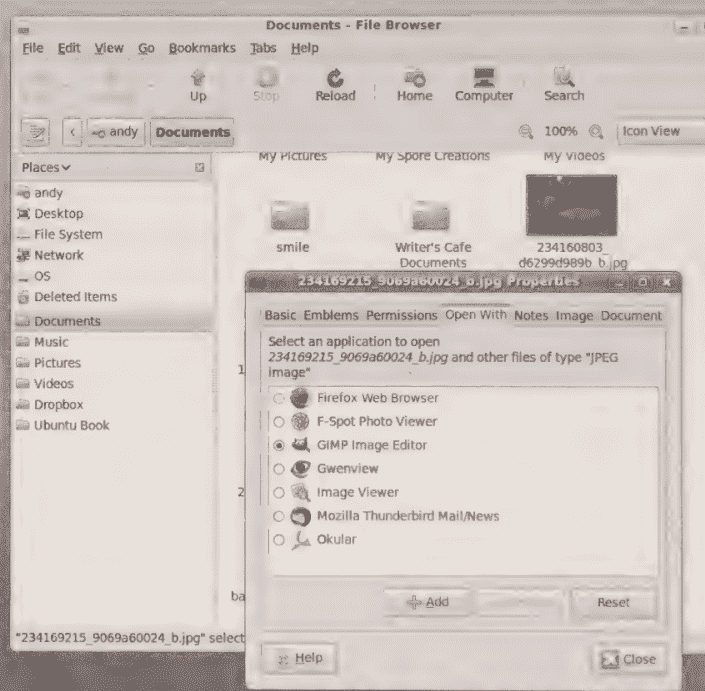 Documents - File Browser
File Edit View Go Bookmarks Tabs Help
Up Stop Reload Home Computer Search
andy Documents 100% Icon View
Places
andy
Desktop
File System
Network
OS
Deleted Items
Documents
Music
Pictures
Videos
Dropbox
Ubuntu Book
My Pictures My Spore Creations My Videos
smile Writer's Cafe Documents 234160803_d6299d989b_b.jpg
"234169215_9069a60024_b.jpg" select
1
2
ba
234169215_9069a60024_b.jpg Properties
Basic Emblems Permissions Open With Notes Image Document
Select an application to open
234169215_9069a60024_b.jpg and other files of type "JPEG
image"
Firefox Web Browser
F-Spot Photo Viewer
GIMP Image Editor
Gwenview
Image Viewer
Mozilla Thunderbird Mail/News
Okular
Add Reset
Help Close